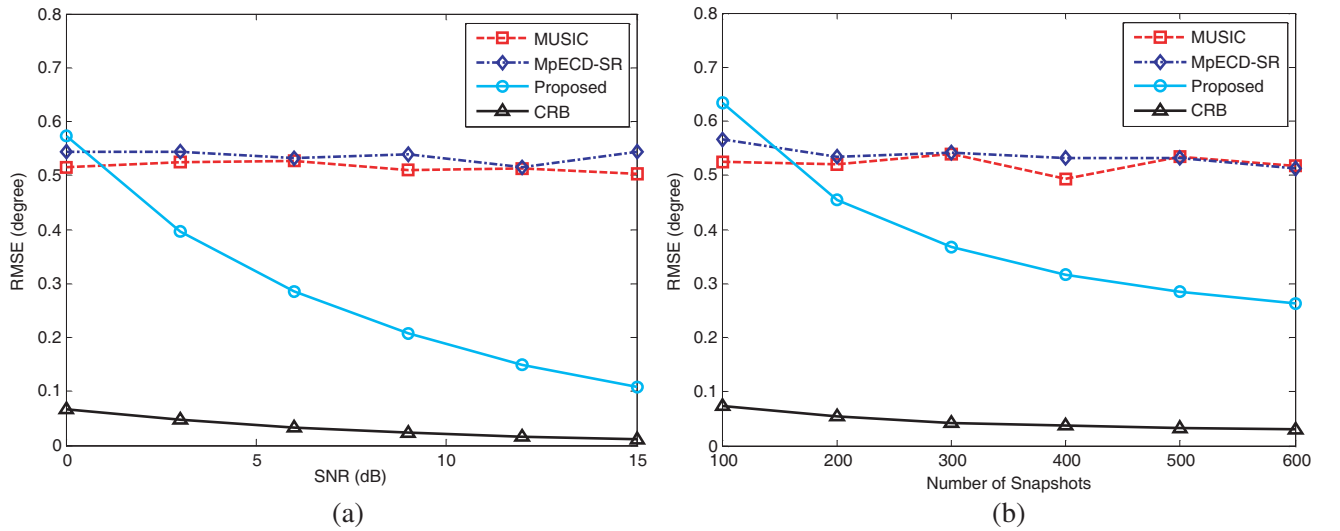 0.8
0.7
0.6
0.5
0.4
0.3
0.2
0.1
0
RMSE (degree)
0 5 10 15
SNR (dB)
MUSIC
MpECD-SR
Proposed
CRB
(a)
0.8
0.7
0.6
0.5
0.4
0.3
0.2
0.1
0
RMSE (degree)
100 200 300 400 500 600
Number of Snapshots
MUSIC
MpECD-SR
Proposed
CRB
(b)